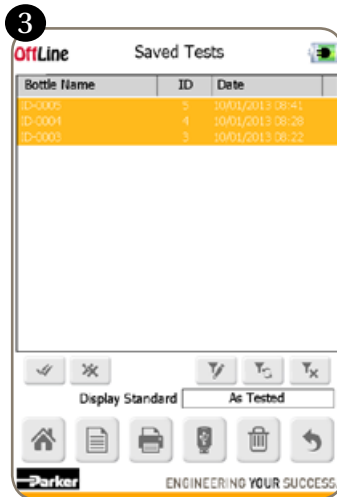 3
OffLine Saved Tests
Bottle Name ID Date
ID-0005 5 10/01/2013 08:41
ID-0004 4 10/01/2013 08:28
ID-0003 3 10/01/2013 08:22
Display Standard As Tested
Parker ENGINEERING YOUR SUCCESS.